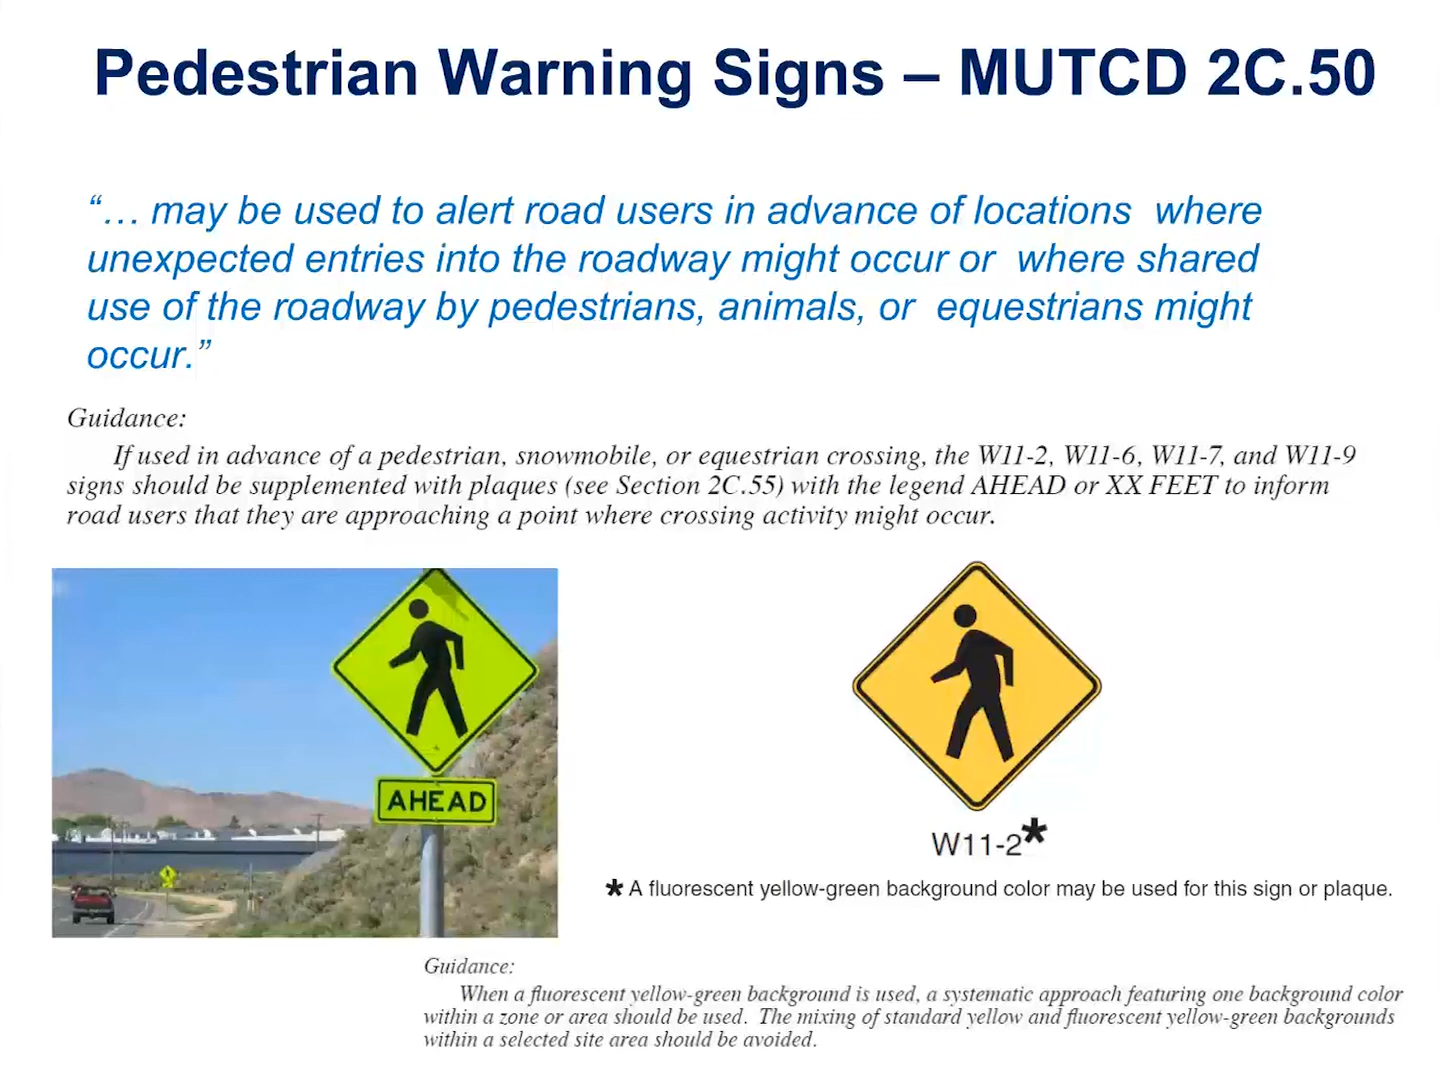 Pedestrian Warning Signs – MUTCD 2C.50
“… may be used to alert road users in advance of locations where
unexpected entries into the roadway might occur or where shared
use of the roadway by pedestrians, animals, or equestrians might
occur.”
Guidance:
If used in advance of a pedestrian, snowmobile, or equestrian crossing, the W11-2, W11-6, W11-7, and W11-9
signs should be supplemented with plaques (see Section 2C.55) with the legend AHEAD or XX FEET to inform
road users that they are approaching a point where crossing activity might occur.
AHEAD
W11-2*
* A fluorescent yellow-green background color may be used for this sign or plaque.
Guidance:
When a fluorescent yellow-green background is used, a systematic approach featuring one background color
within a zone or area should be used. The mixing of standard yellow and fluorescent yellow-green backgrounds
within a selected site area should be avoided.